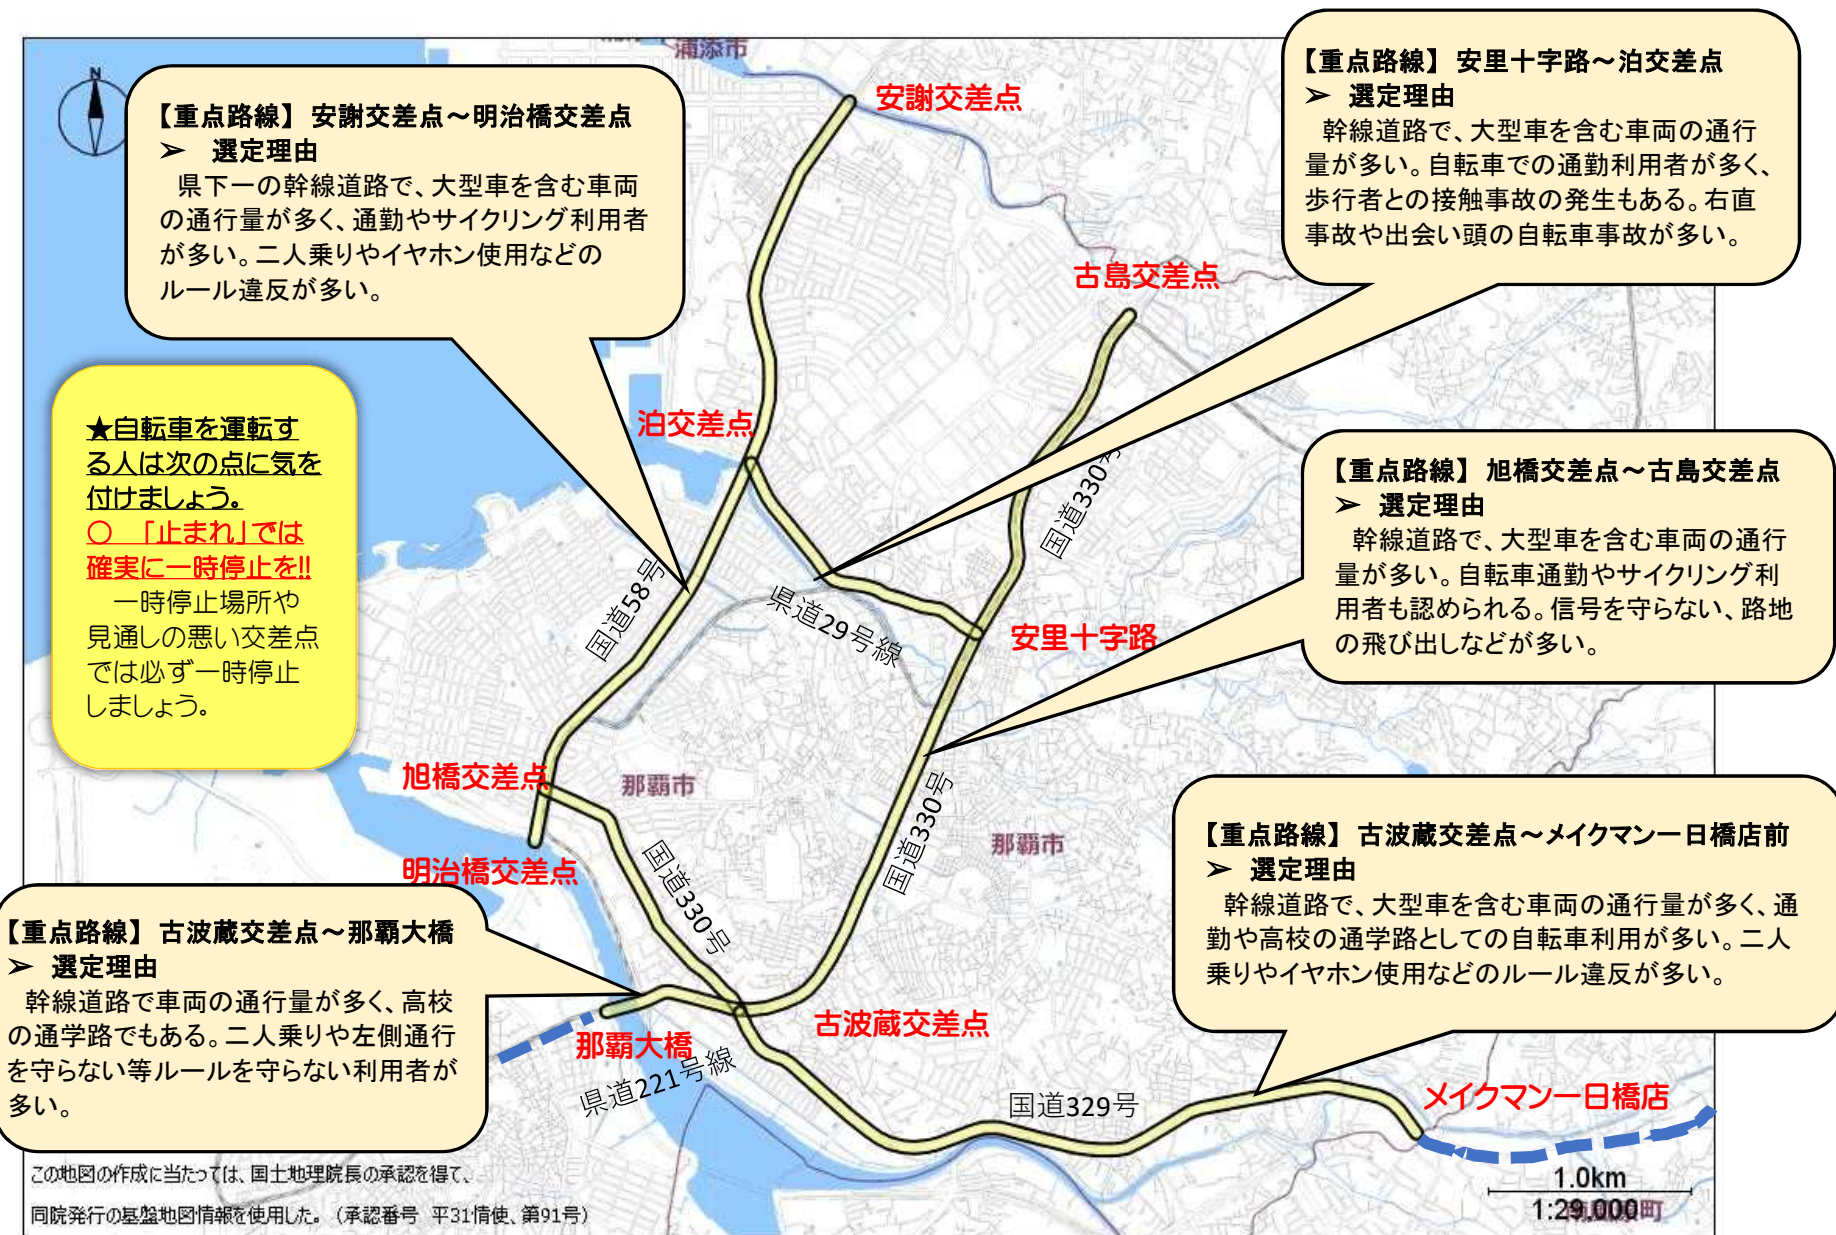 浦添市
N
【重点路線】安謝交差点～明治橋交差点
➢ 選定理由
県下一の幹線道路で、大型車を含む車両
の通行量が多く、通勤やサイクリング利用者
が多い。二人乗りやイヤホン使用などの
ルール違反が多い。
安謝交差点
【重点路線】安里十字路～泊交差点
➢ 選定理由
幹線道路で、大型車を含む車両の通行
量が多い。自転車での通勤利用者が多く、
歩行者との接触事故の発生もある。右直
事故や出会い頭の自転車事故が多い。
古島交差点
★自転車を運転す
る人は次の点に気を
付けましょう。
○ 「止まれ」では
確実に一時停止を!!
一時停止場所や
見通しの悪い交差点
では必ず一時停止
しましょう。
泊交差点
国道330号
【重点路線】旭橋交差点～古島交差点
➢ 選定理由
幹線道路で、大型車を含む車両の通行
量が多い。自転車通勤やサイクリング利
用者も認められる。信号を守らない、路地
の飛び出しなどが多い。
国道58号
県道29号線
安里十字路
旭橋交差点
那覇市
国道330号
那覇市
明治橋交差点
国道330号
【重点路線】古波蔵交差点～メイクマン一日橋店前
➢ 選定理由
幹線道路で、大型車を含む車両の通行量が多く、通
勤や高校の通学路としての自転車利用が多い。二人
乗りやイヤホン使用などのルール違反が多い。
【重点路線】古波蔵交差点～那覇大橋
➢ 選定理由
幹線道路で車両の通行量が多く、高校
の通学路でもある。二人乗りや左側通行
を守らない等ルールを守らない利用者が
多い。
古波蔵交差点
那覇大橋
県道221号線
国道329号
メイクマン一日橋店
この地図の作成に当たっては、国土地理院長の承認を得て、
同院発行の基盤地図情報を使用した。（承認番号 平31情使、第91号）
1.0km
1:29,000
町